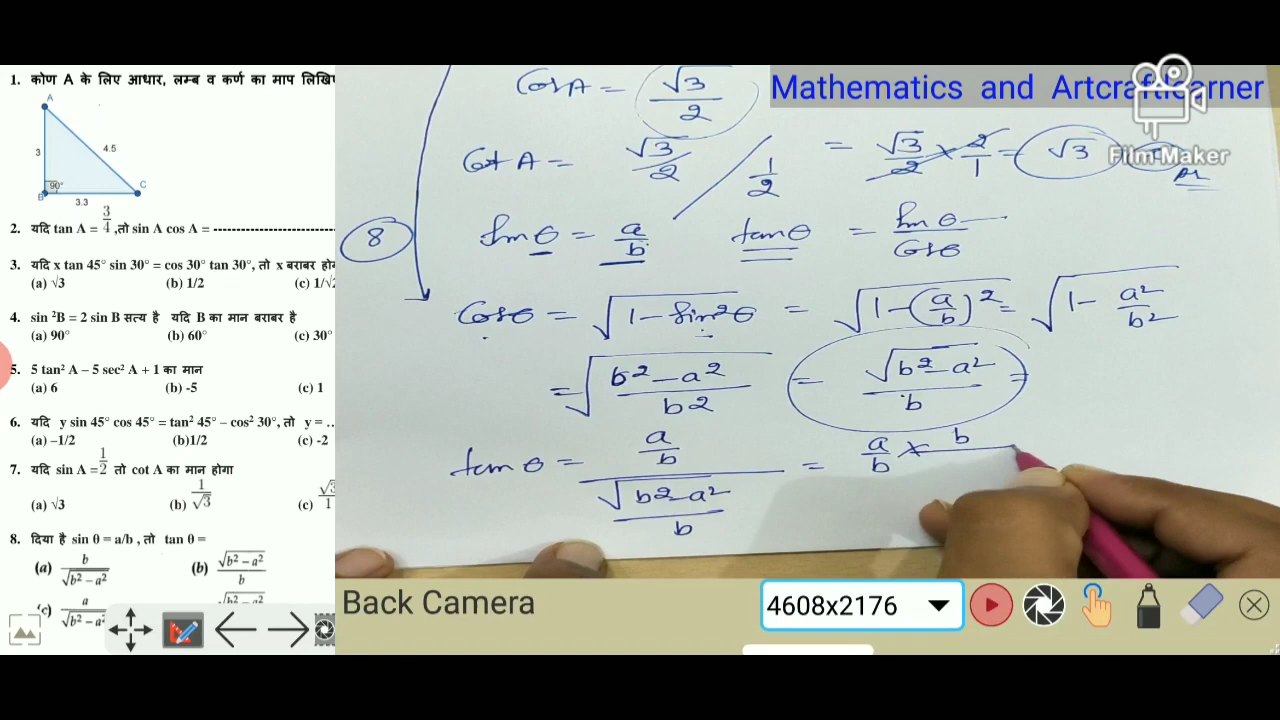 1. कोण A के लिए आधार, लम्ब व कर्ण का माप
A
3
4.5
B
90°
3.3
C
2. यदि tan A = 3/4 ,तो sin A cos A = --------------------
3. यदि x tan 45° sin 30° = cos 30° tan 30°, तो x बराबर
(a) √3 (b) 1/2 (c) 1/√2
4. sin ²B = 2 sin B सत्य है यदि B का मान बराबर है
(a) 90° (b) 60° (c) 30°
5. 5 tan² A – 5 sec² A + 1 का मान
(a) 6 (b) -5 (c) 1
6. यदि y sin 45° cos 45° = tan² 45° – cos² 30°, तो y = ..
(a) –1/2 (b)1/2 (c) -2
7. यदि sin A = 1/2 तो cot A का मान होगा
(a) √3 (b) 1/√3 (c) √3/1
8. दिया है sin θ = a/b , तो tan θ =
(a) b/√b² – a² (b) √b² – a²/b
(c) a/√b² – a²
Mathematics and Artcraftlearner
Film Maker
Cos A = √3/2
Cot A = √3/2 / 1/2 = √3/2 × 2/1 = √3
8 Sin θ = a/b tan θ = Sin θ/Cos θ
Cos θ = √1 – Sin²θ = √1 – (a/b)² = √1 – a²/b²
= √b² – a²/b² = √b² – a²/b =
tan θ = a/b / √b² – a²/b = a/b × b
Back Camera
4608x2176